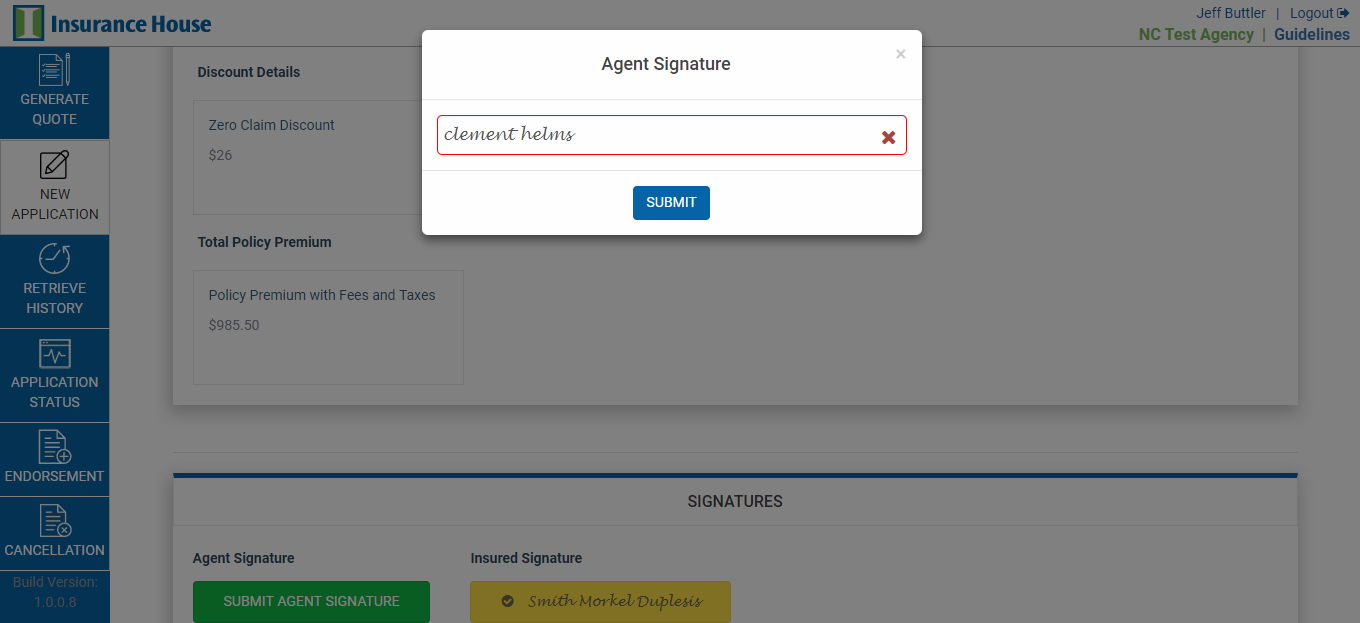 Insurance House
Jeff Buttler | Logout
NC Test Agency | Guidelines
GENERATE
QUOTE
NEW
APPLICATION
RETRIEVE
HISTORY
APPLICATION
STATUS
ENDORSEMENT
CANCELLATION
Build Version:
1.0.0.8
Discount Details
Zero Claim Discount
$26
Total Policy Premium
Policy Premium with Fees and Taxes
$985.50
Agent Signature
×
clement helms
SUBMIT
SIGNATURES
Agent Signature
SUBMIT AGENT SIGNATURE
Insured Signature
Smith Morkel Duplesis